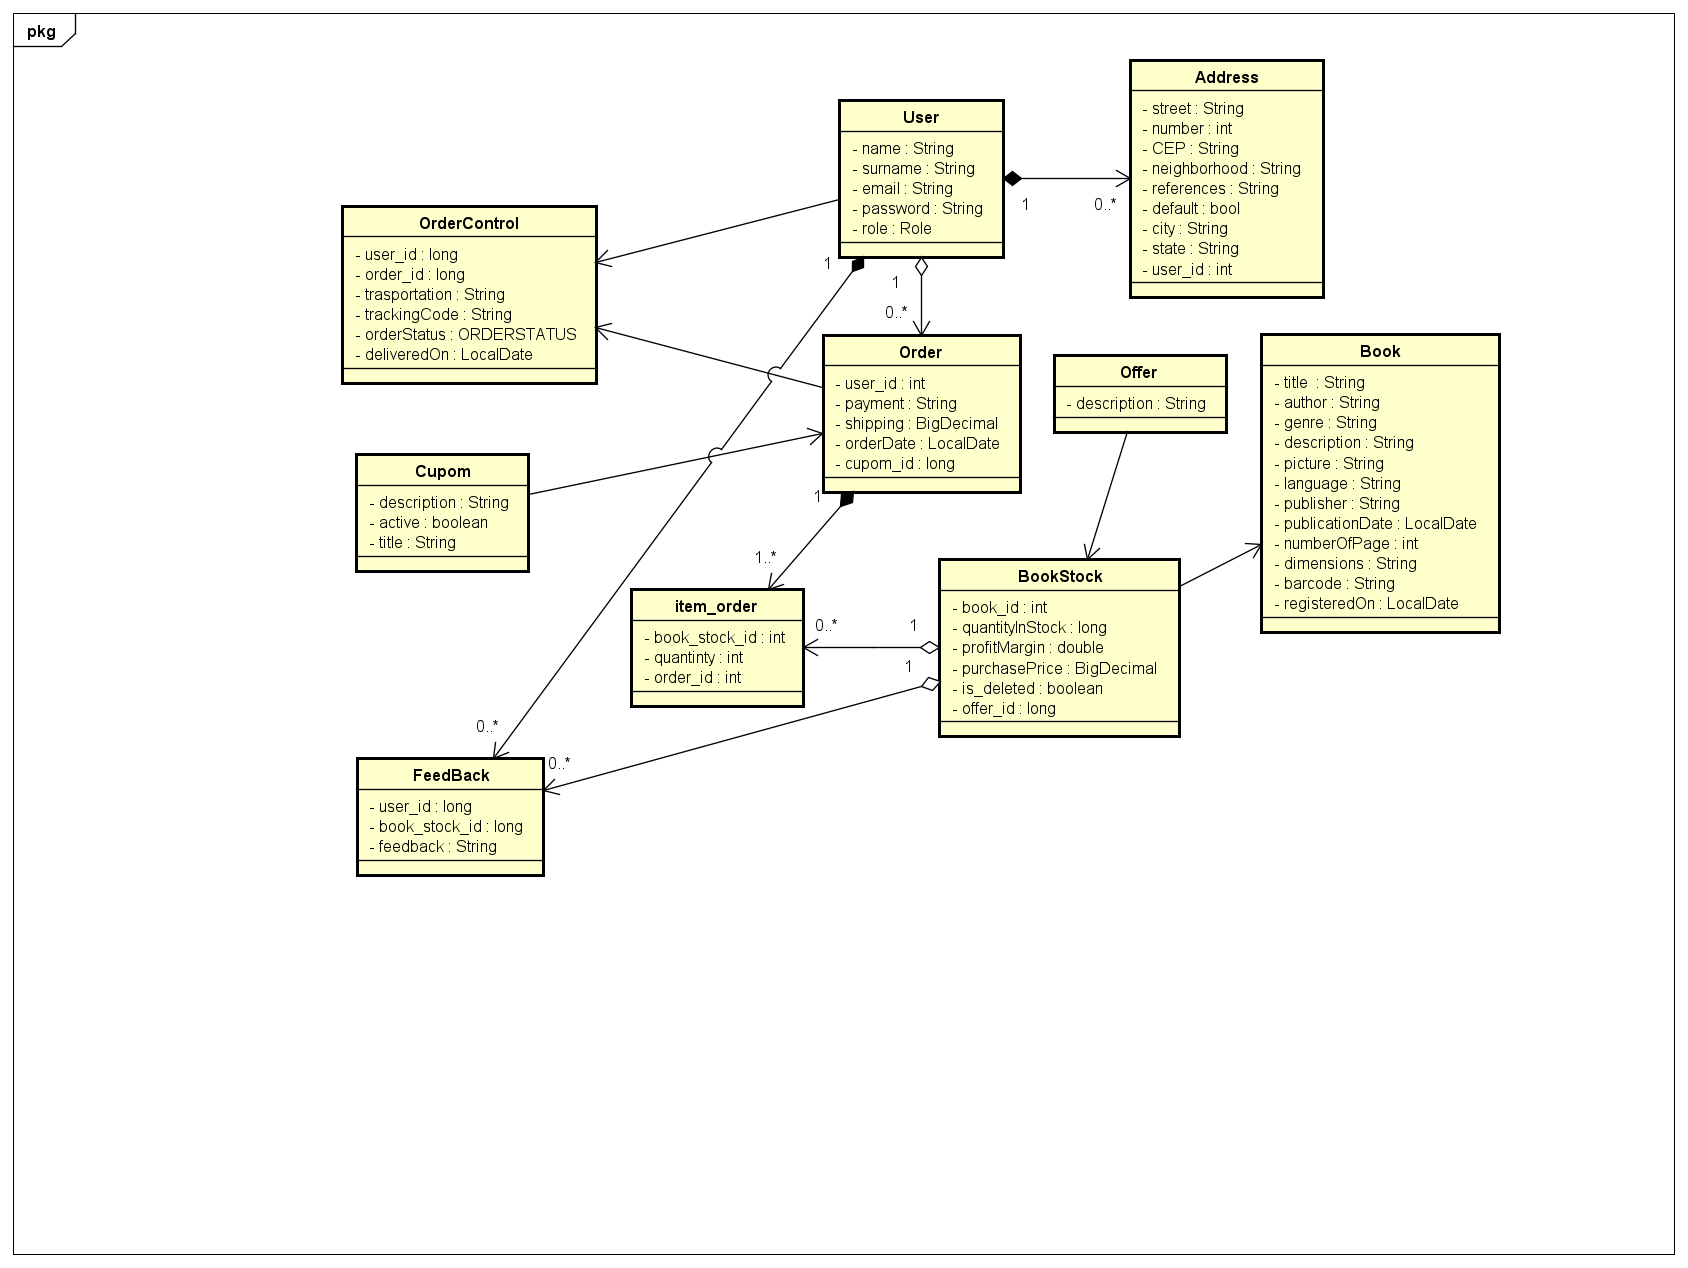 pkg
User
- name : String
- surname : String
- email : String
- password : String
- role : Role
Address
- street : String
- number : int
- CEP : String
- neighborhood : String
- references : String
- default : bool
- city : String
- state : String
- user_id : int
1
0..*
OrderControl
- user_id : long
- order_id : long
- trasportation : String
- trackingCode : String
- orderStatus : ORDERSTATUS
- deliveredOn : LocalDate
1
1
0..*
Order
- user_id : int
- payment : String
- shipping : BigDecimal
- orderDate : LocalDate
- cupom_id : long
Offer
- description : String
Book
- title  : String
- author : String
- genre : String
- description : String
- picture : String
- language : String
- publisher : String
- publicationDate : LocalDate
- numberOfPage : int
- dimensions : String
- barcode : String
- registeredOn : LocalDate
Cupom
- description : String
- active : boolean
- title : String
1
1..*
item_order
- book_stock_id : int
- quantinty : int
- order_id : int
0..*
1
1
BookStock
- book_id : int
- quantityInStock : long
- profitMargin : double
- purchasePrice : BigDecimal
- is_deleted : boolean
- offer_id : long
0..*
0..*
FeedBack
- user_id : long
- book_stock_id : long
- feedback : String